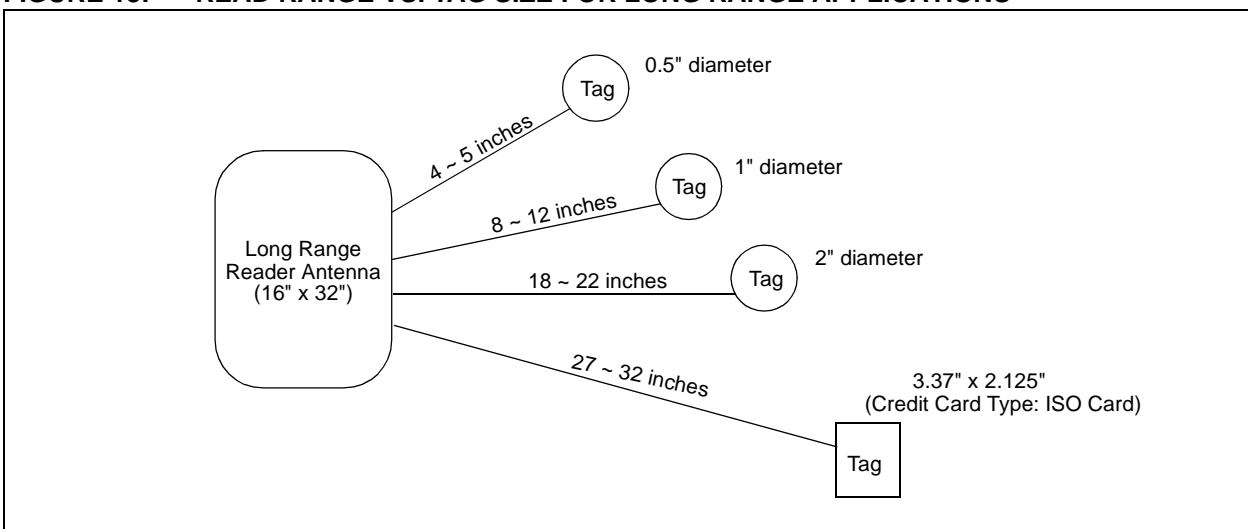 READ RANGE VS. TAG SIZE FOR LONG RANGE APPLICATIONS
Tag
0.5" diameter
4 ~ 5 inches
Tag
1" diameter
8 ~ 12 inches
Long Range
Reader Antenna
(16" x 32")
Tag
2" diameter
18 ~ 22 inches
27 ~ 32 inches
3.37" x 2.125"
(Credit Card Type: ISO Card)
Tag